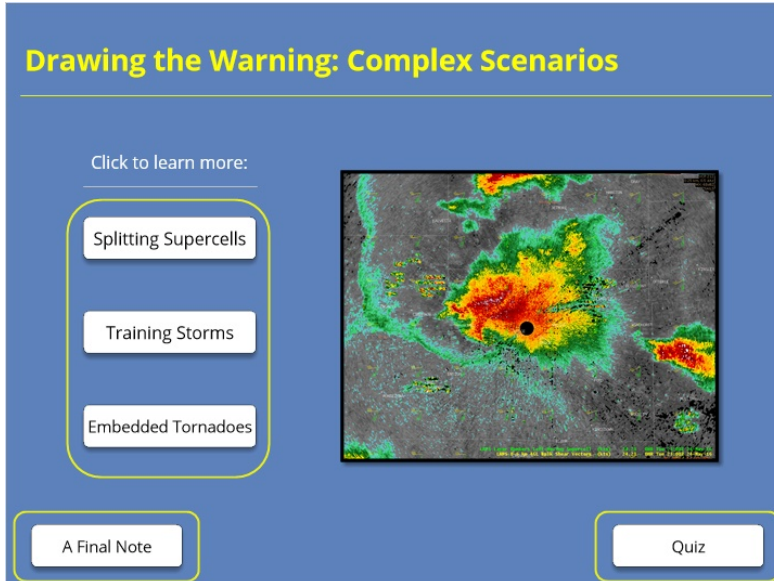 Drawing the Warning: Complex Scenarios
Click to learn more:
Splitting Supercells
Training Storms
Embedded Tornadoes
A Final Note
Quiz